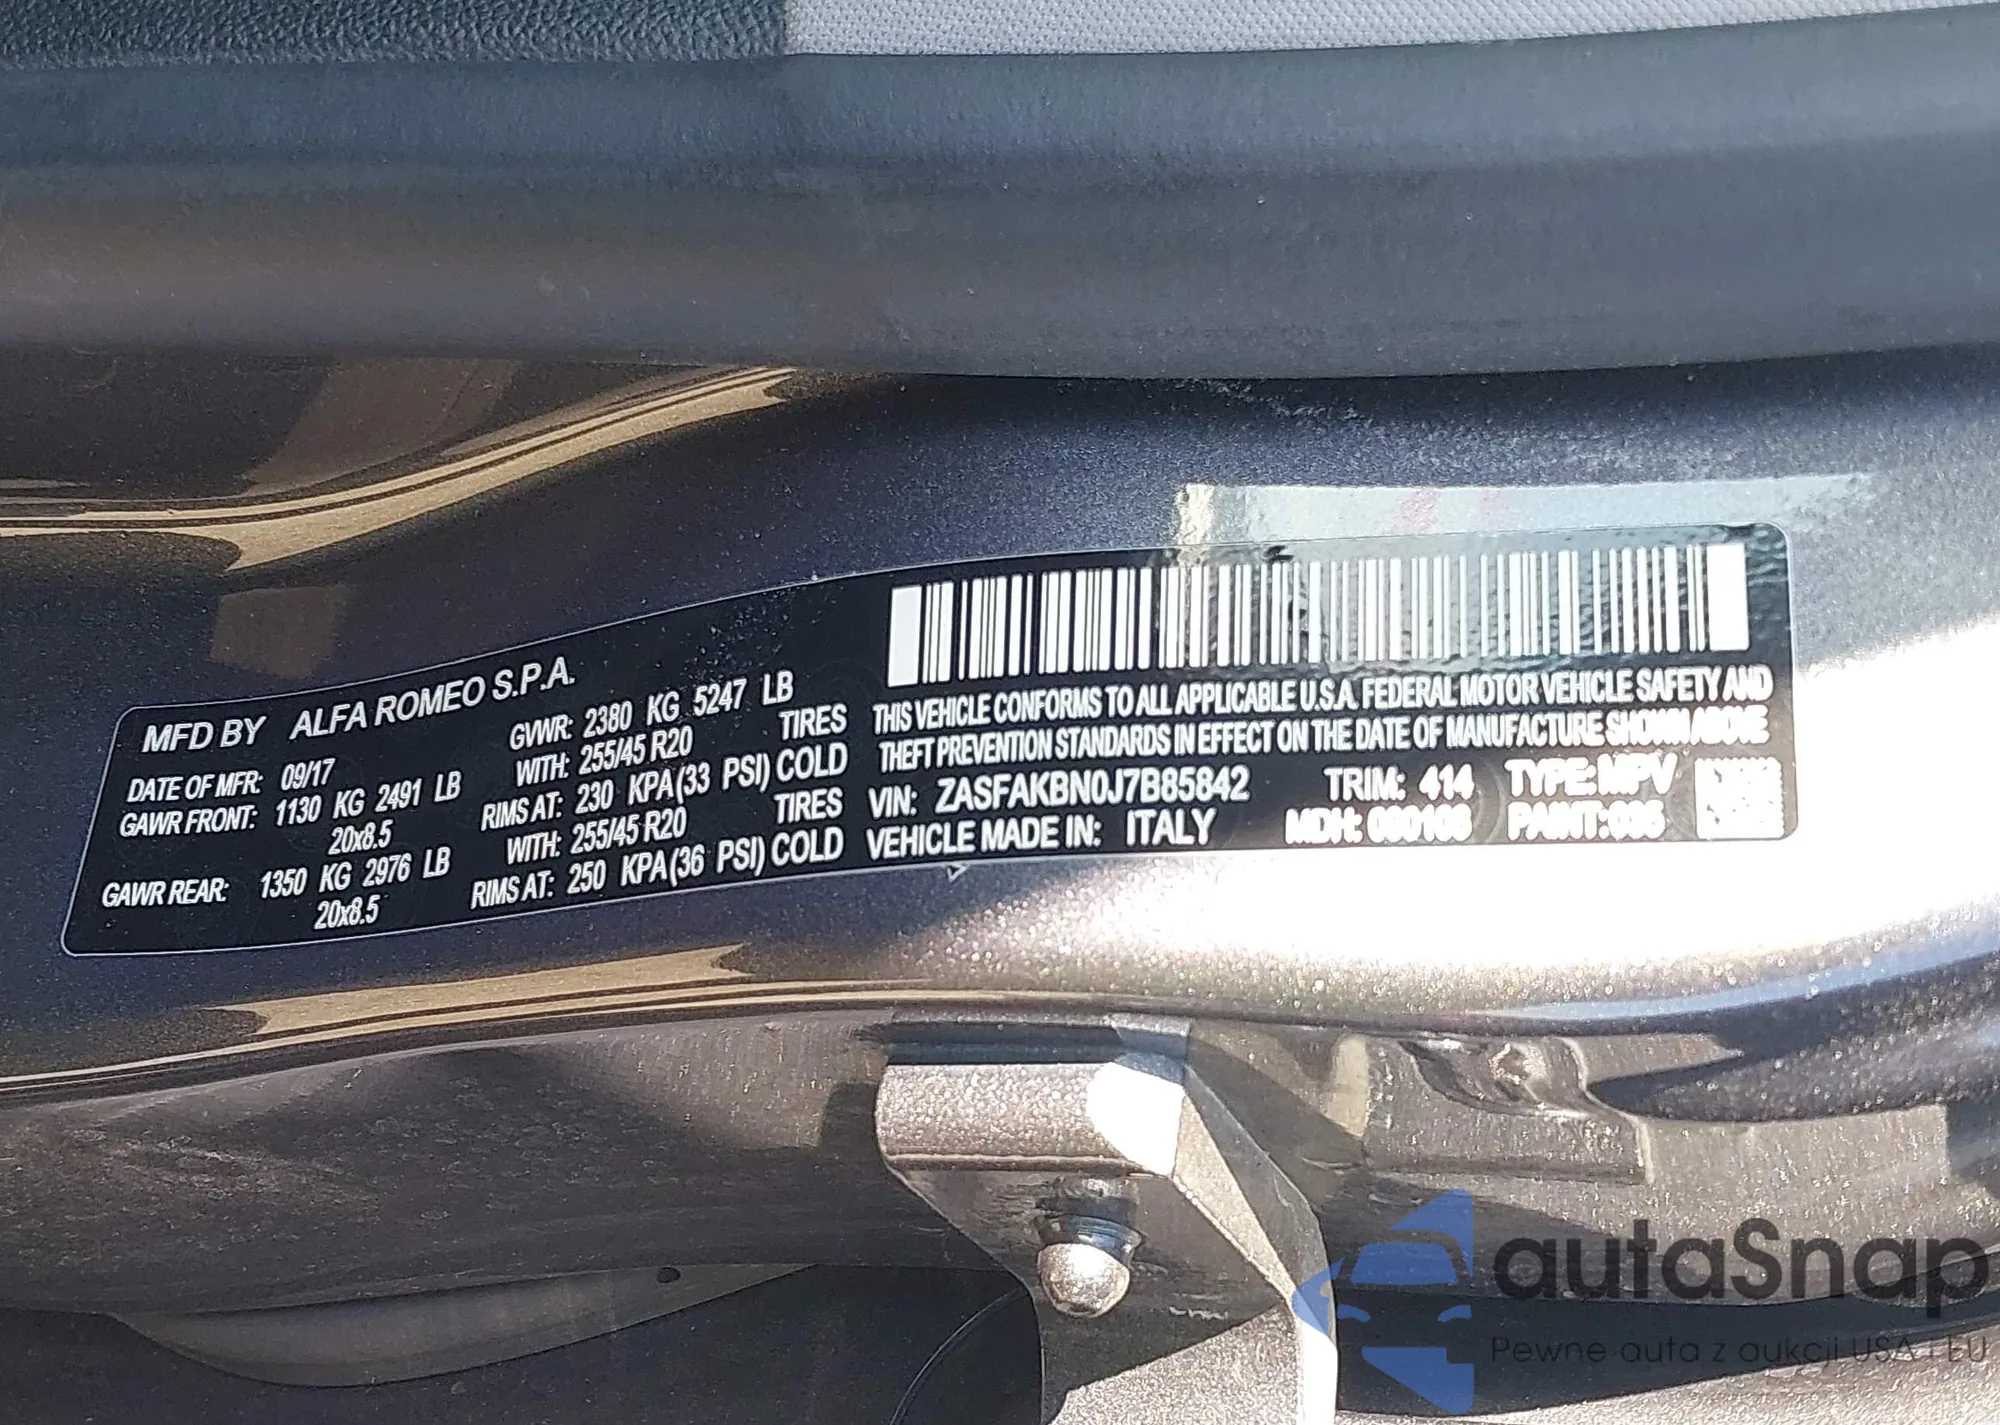 MFD BY ALFA ROMEO S.P.A.
DATE OF MFR: 09/17 GVWR: 2380 KG 5247 LB
GAWR FRONT: 1130 KG 2491 LB WITH: 255/45 R20 TIRES
20x8.5 RIMS AT: 230 KPA(33 PSI) COLD
GAWR REAR: 1350 KG 2976 LB WITH: 255/45 R20 TIRES
20x8.5 RIMS AT: 250 KPA(36 PSI) COLD
THIS VEHICLE CONFORMS TO ALL APPLICABLE U.S.A. FEDERAL MOTOR VEHICLE SAFETY AND
THEFT PREVENTION STANDARDS IN EFFECT ON THE DATE OF MANUFACTURE SHOWN ABOVE
VIN: ZASFAKBN0J7B85842 TRIM: 414 TYPE: MPV
VEHICLE MADE IN: ITALY MDH: PAINT:
autaSnap
Pewne auta z aukcji USA i EU